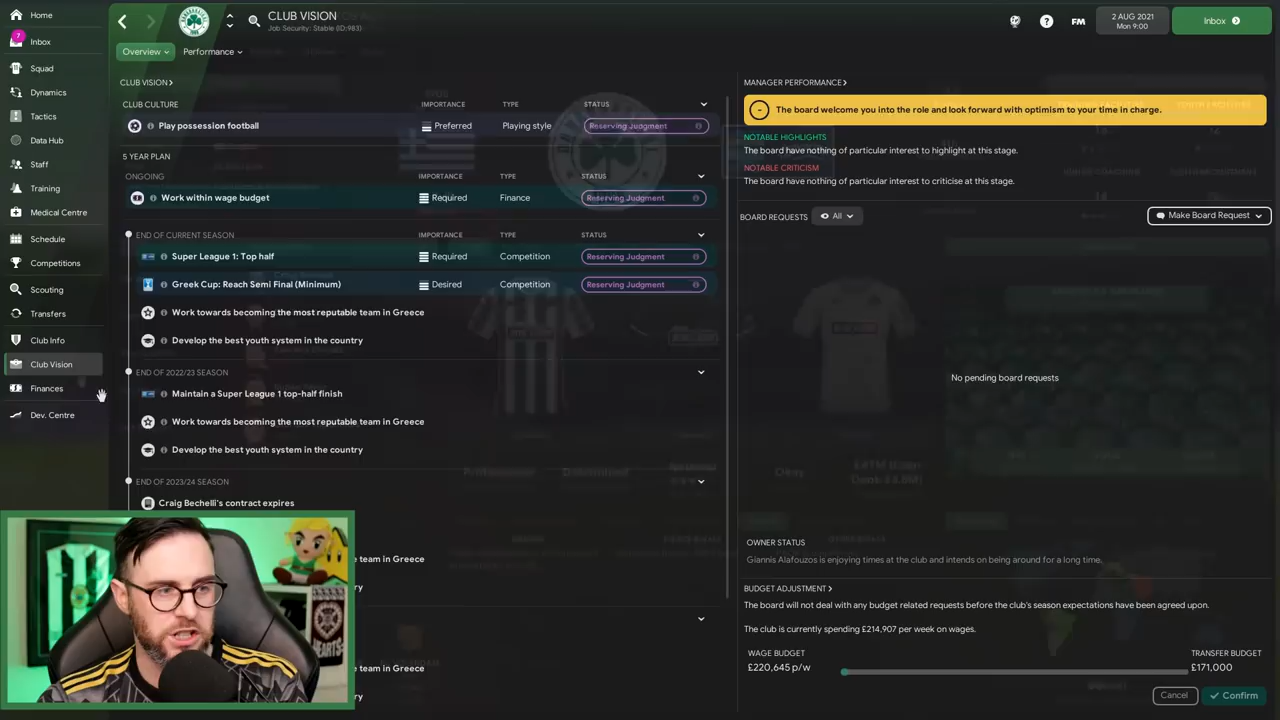 Home
7
Inbox
Squad
Dynamics
Tactics
Data Hub
Staff
Training
Medical Centre
Schedule
Competitions
Scouting
Transfers
Club Info
Club Vision
Finances
Dev. Centre
CLUB VISION
Job Security: Stable (ID:983)
?
FM
2 AUG 2021
Mon 9:00
Inbox
Overview
Performance
CLUB VISION
CLUB CULTURE IMPORTANCE TYPE STATUS
Play possession football Preferred Playing style Reserving Judgment
5 YEAR PLAN
ONGOING IMPORTANCE TYPE STATUS
Work within wage budget Required Finance Reserving Judgment
END OF CURRENT SEASON IMPORTANCE TYPE STATUS
Super League 1: Top half Required Competition Reserving Judgment
Greek Cup: Reach Semi Final (Minimum) Desired Competition Reserving Judgment
Work towards becoming the most reputable team in Greece
Develop the best youth system in the country
END OF 2022/23 SEASON
Maintain a Super League 1 top-half finish
Work towards becoming the most reputable team in Greece
Develop the best youth system in the country
END OF 2023/24 SEASON
Craig Bechelli's contract expires
e team in Greece
ry
e team in Greece
ry
MANAGER PERFORMANCE
The board welcome you into the role and look forward with optimism to your time in charge.
NOTABLE HIGHLIGHTS
The board have nothing of particular interest to highlight at this stage.
NOTABLE CRITICISM
The board have nothing of particular interest to criticise at this stage.
BOARD REQUESTS All Make Board Request
No pending board requests
OWNER STATUS
Giannis Alafouzos is enjoying times at the club and intends on being around for a long time.
BUDGET ADJUSTMENT
The board will not deal with any budget related requests before the club's season expectations have been agreed upon.
The club is currently spending £214,907 per week on wages.
WAGE BUDGET TRANSFER BUDGET
£220,645 p/w £171,000
Cancel Confirm
HEARTS